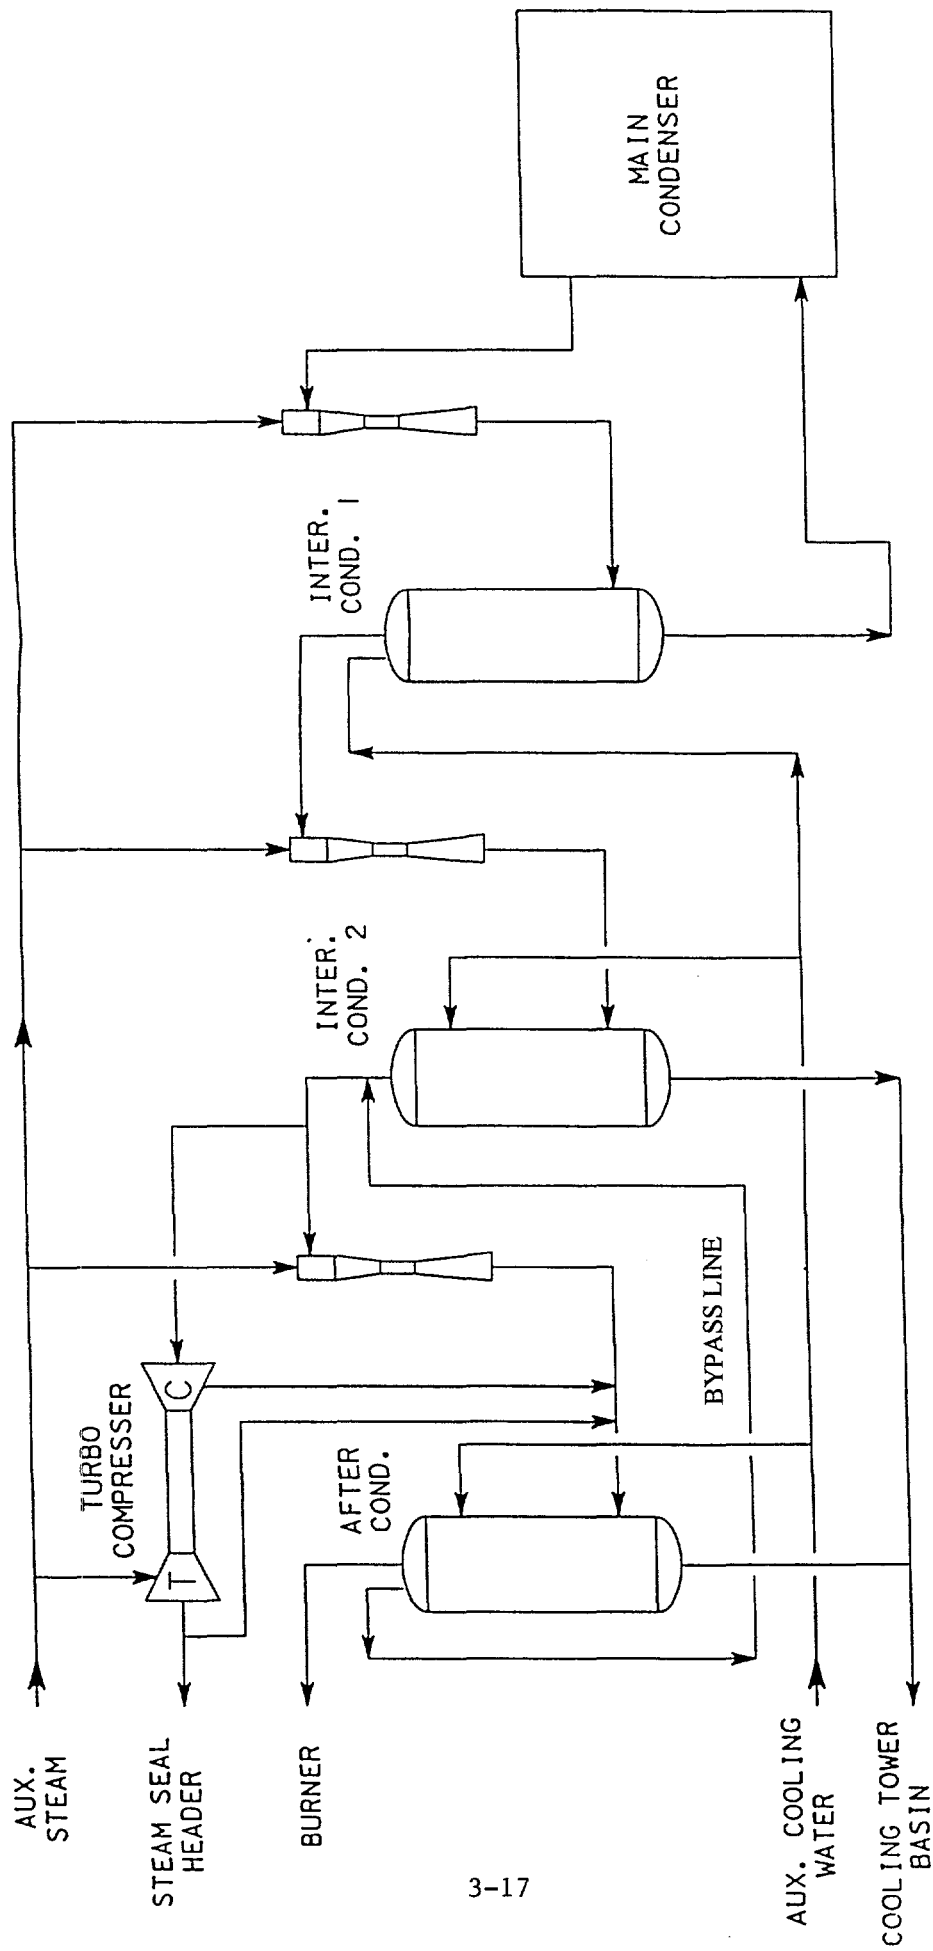 MAIN
CONDENSER
INTER.
COND. 1
INTER.
COND. 2
TURBO
COMPRESSER
C
T
AFTER
COND.
BYPASS LINE
AUX.
STEAM
STEAM SEAL
HEADER
BURNER
AUX. COOLING
WATER
COOLING TOWER
BASIN
3-17